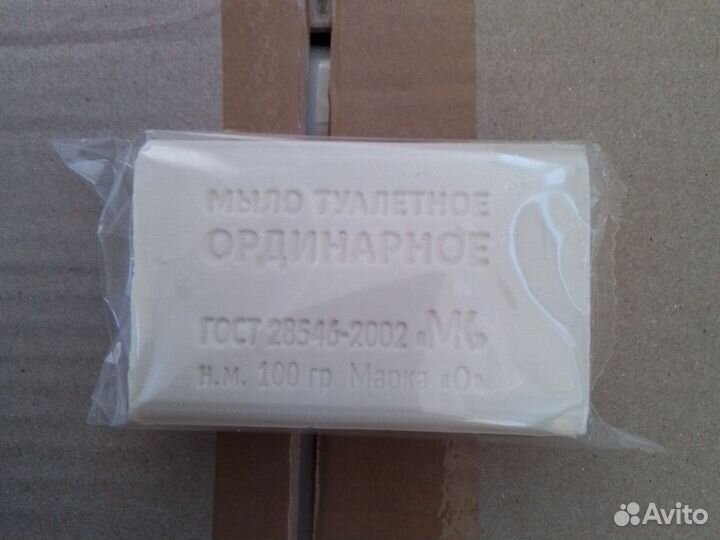 МЫЛО ТУАЛЕТНОЕ
ОРДИНАРНОЕ
ГОСТ 28546-2002 «МК»
н.м. 100 гр Марка «О»
Avito